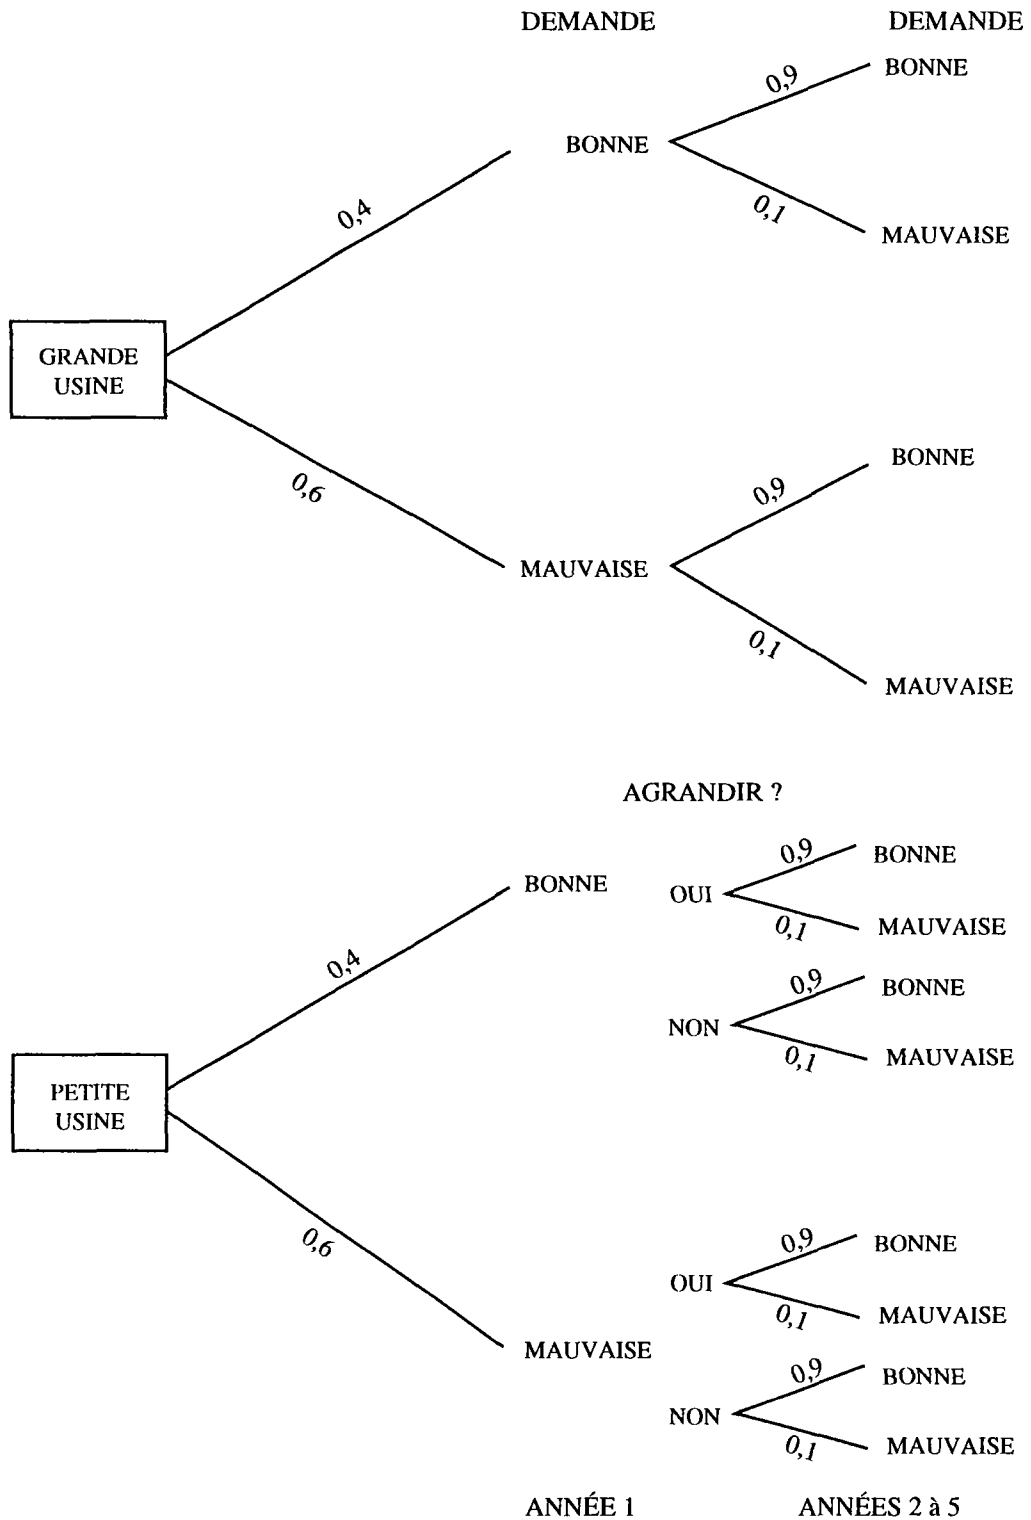 DEMANDE DEMANDE
BONNE
0,9
BONNE
0,1
0,4
MAUVAISE
GRANDE
USINE
BONNE
0,9
0,6
MAUVAISE
0,1
MAUVAISE
AGRANDIR ?
0,9 BONNE
BONNE
OUI
0,1 MAUVAISE
0,4
0,9 BONNE
NON
0,1 MAUVAISE
PETITE
USINE
0,9 BONNE
0,6
OUI
0,1 MAUVAISE
MAUVAISE
0,9 BONNE
NON
0,1 MAUVAISE
ANNÉE 1 ANNÉES 2 à 5